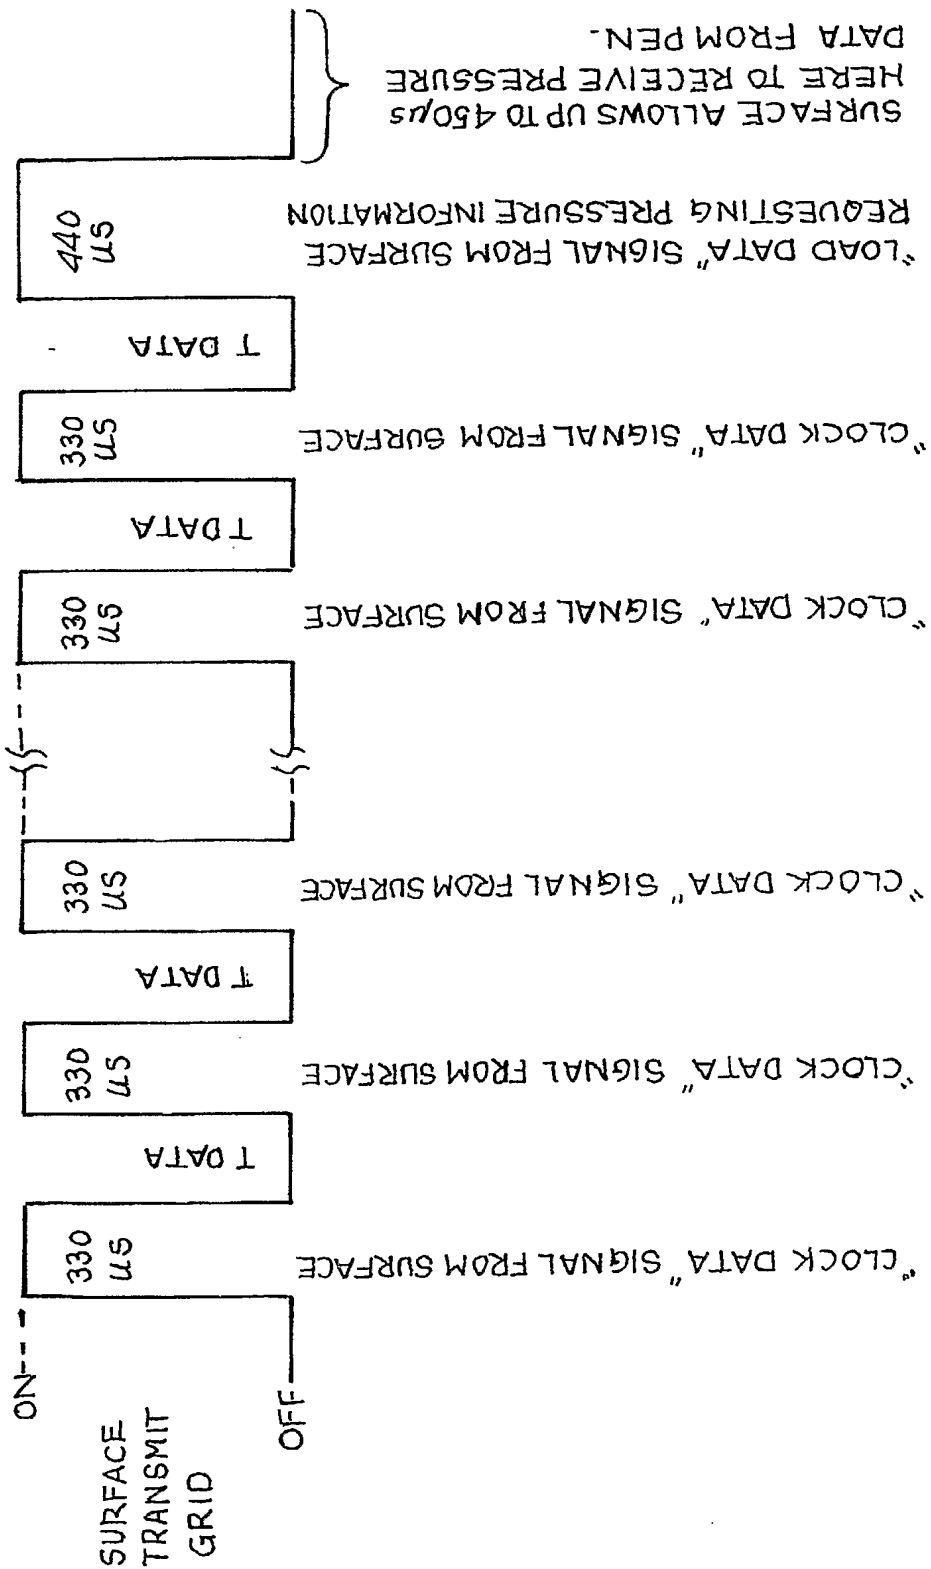 SURFACE
TRANSMIT
GRID
ON
OFF
330
US
T DATA
330
US
T DATA
330
US
330
US
T DATA
330
US
T DATA
440
US
"CLOCK DATA" SIGNAL FROM SURFACE
"CLOCK DATA" SIGNAL FROM SURFACE
"CLOCK DATA" SIGNAL FROM SURFACE
"CLOCK DATA" SIGNAL FROM SURFACE
"CLOCK DATA" SIGNAL FROM SURFACE
"LOAD DATA" SIGNAL FROM SURFACE
REQUESTING PRESSURE INFORMATION
SURFACE ALLOWS UP TO 450µs
HERE TO RECEIVE PRESSURE
DATA FROM PEN.